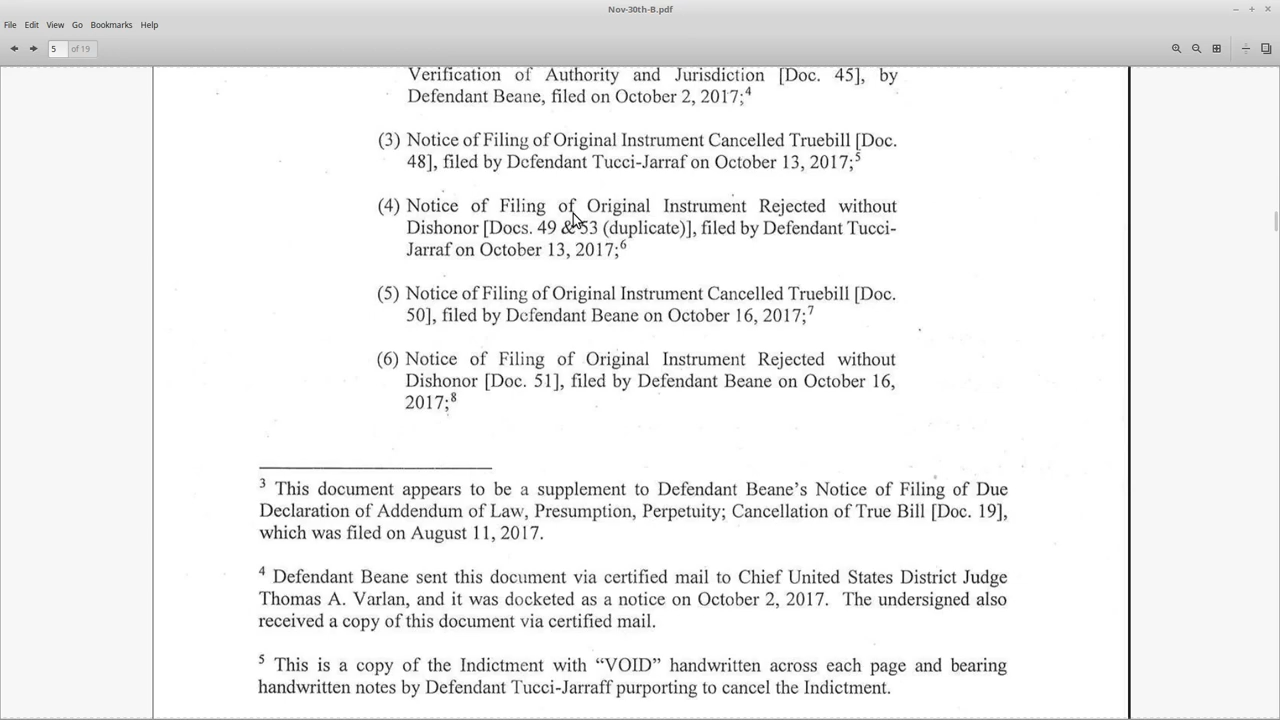 Nov-30th-B.pdf
File Edit View Go Bookmarks Help
5 of 19
Verification of Authority and Jurisdiction [Doc. 45], by
Defendant Beane, filed on October 2, 2017;4
(3) Notice of Filing of Original Instrument Cancelled Truebill [Doc.
48], filed by Defendant Tucci-Jarraf on October 13, 2017;5
(4) Notice of Filing of Original Instrument Rejected without
Dishonor [Docs. 49 & 53 (duplicate)], filed by Defendant Tucci-
Jarraf on October 13, 2017;6
(5) Notice of Filing of Original Instrument Cancelled Truebill [Doc.
50], filed by Defendant Beane on October 16, 2017;7
(6) Notice of Filing of Original Instrument Rejected without
Dishonor [Doc. 51], filed by Defendant Beane on October 16,
2017;8
3 This document appears to be a supplement to Defendant Beane's Notice of Filing of Due
Declaration of Addendum of Law, Presumption, Perpetuity; Cancellation of True Bill [Doc. 19],
which was filed on August 11, 2017.
4 Defendant Beane sent this document via certified mail to Chief United States District Judge
Thomas A. Varlan, and it was docketed as a notice on October 2, 2017. The undersigned also
received a copy of this document via certified mail.
5 This is a copy of the Indictment with "VOID" handwritten across each page and bearing
handwritten notes by Defendant Tucci-Jarraff purporting to cancel the Indictment.